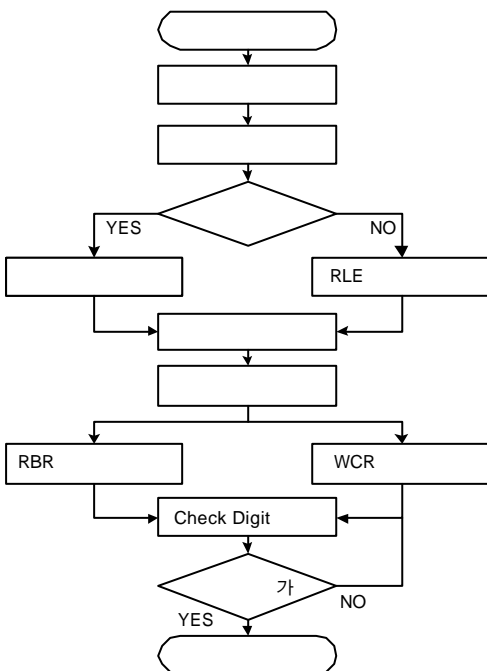 YES
NO
RLE
RBR
WCR
Check Digit
가
NO
YES